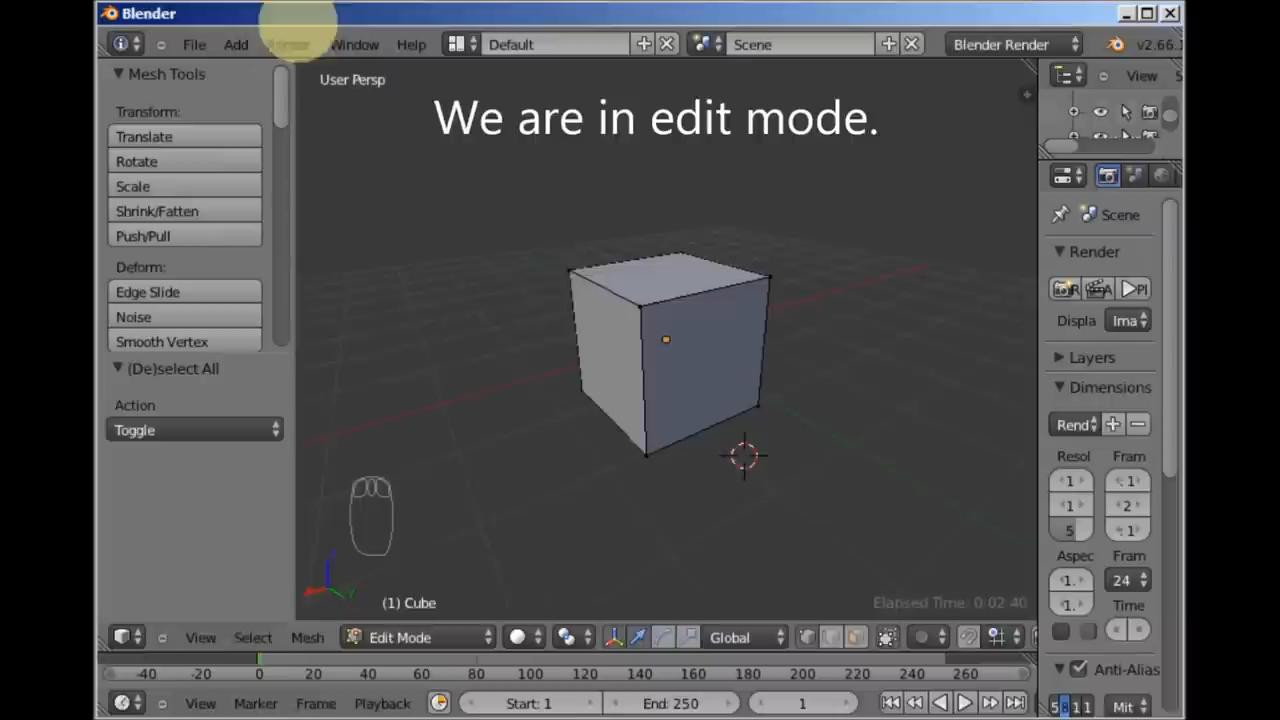 Blender
File Add Window Help Default Scene Blender Render v2.66.1
Mesh Tools
User Persp
We are in edit mode.
View
Transform:
Translate
Rotate
Scale
Shrink/Fatten
Push/Pull
Deform:
Edge Slide
Noise
Smooth Vertex
(De)select All
Action
Toggle
Scene
Render
Displa Ima
Layers
Dimensions
Rend
Resol Fram
1 1
1 2
5 1
Aspec Fram
1. 24
1. Time
Anti-Alias
5 8 11 Mit
(1) Cube
Elapsed Time: 0:02:40
View Select Mesh Edit Mode Global
-40 -20 0 20 40 60 80 100 120 140 160 180 200 220 240 260
View Marker Frame Playback Start: 1 End: 250 1